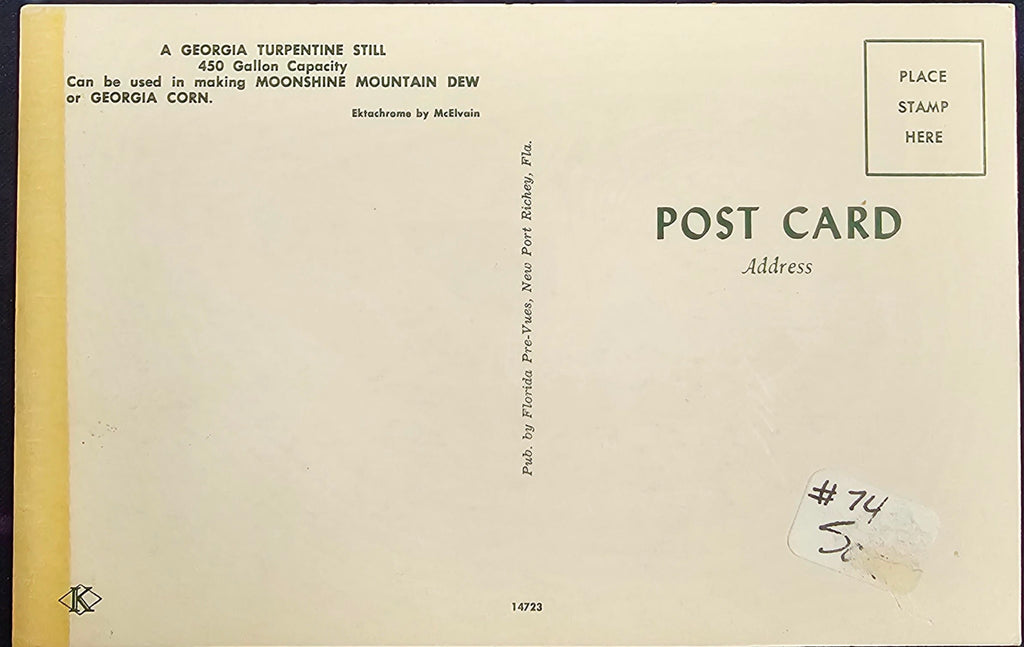 A GEORGIA TURPENTINE STILL
450 Gallon Capacity
Can be used in making MOONSHINE MOUNTAIN DEW
or GEORGIA CORN.
Ektachrome by McElvain
Pub. by Florida Pre-Vues, New Port Richey, Fla.
PLACE
STAMP
HERE
POST CARD
Address
#74
K
14723